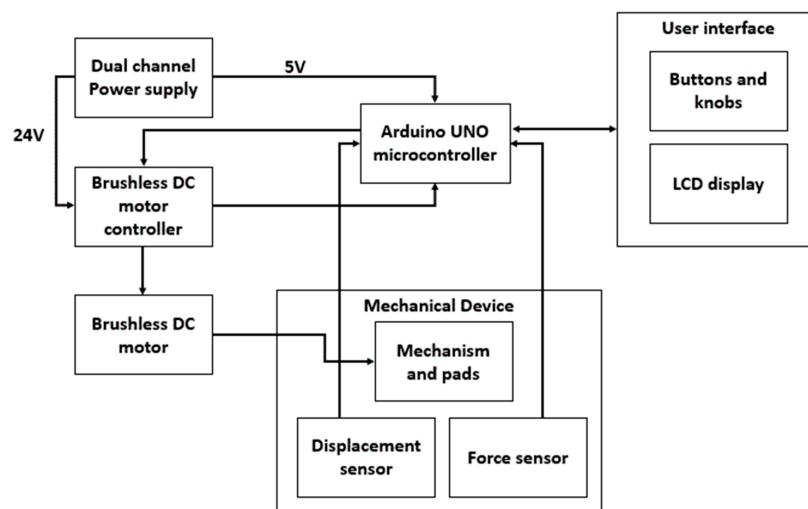 Dual channel
Power supply
5V
24V
Arduino UNO
microcontroller
User interface
Buttons and
knobs
LCD display
Brushless DC
motor
controller
Brushless DC
motor
Mechanical Device
Mechanism
and pads
Displacement
sensor
Force sensor